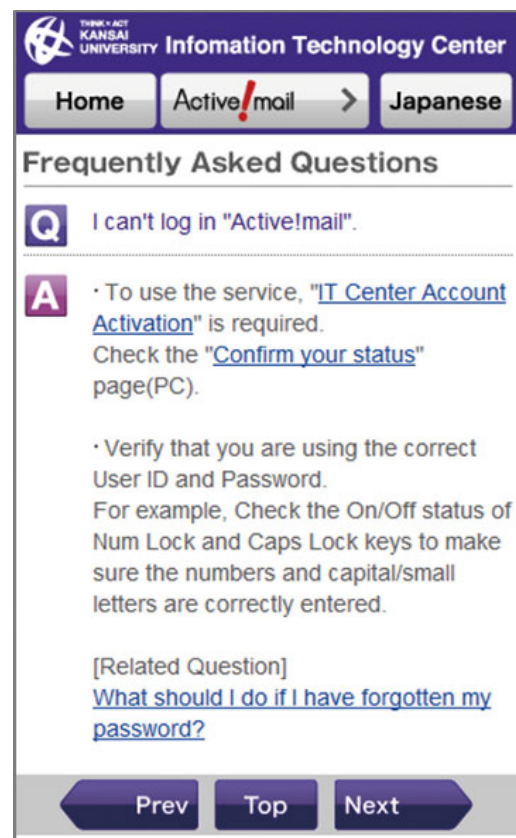 THINK × ACT
KANSAI
UNIVERSITY Infomation Technology Center
Home Active!mail > Japanese
Frequently Asked Questions
Q I can't log in "Active!mail".
A ・To use the service, "IT Center Account
Activation" is required.
Check the "Confirm your status"
page(PC).
・Verify that you are using the correct
User ID and Password.
For example, Check the On/Off status of
Num Lock and Caps Lock keys to make
sure the numbers and capital/small
letters are correctly entered.
[Related Question]
What should I do if I have forgotten my
password?
Prev Top Next